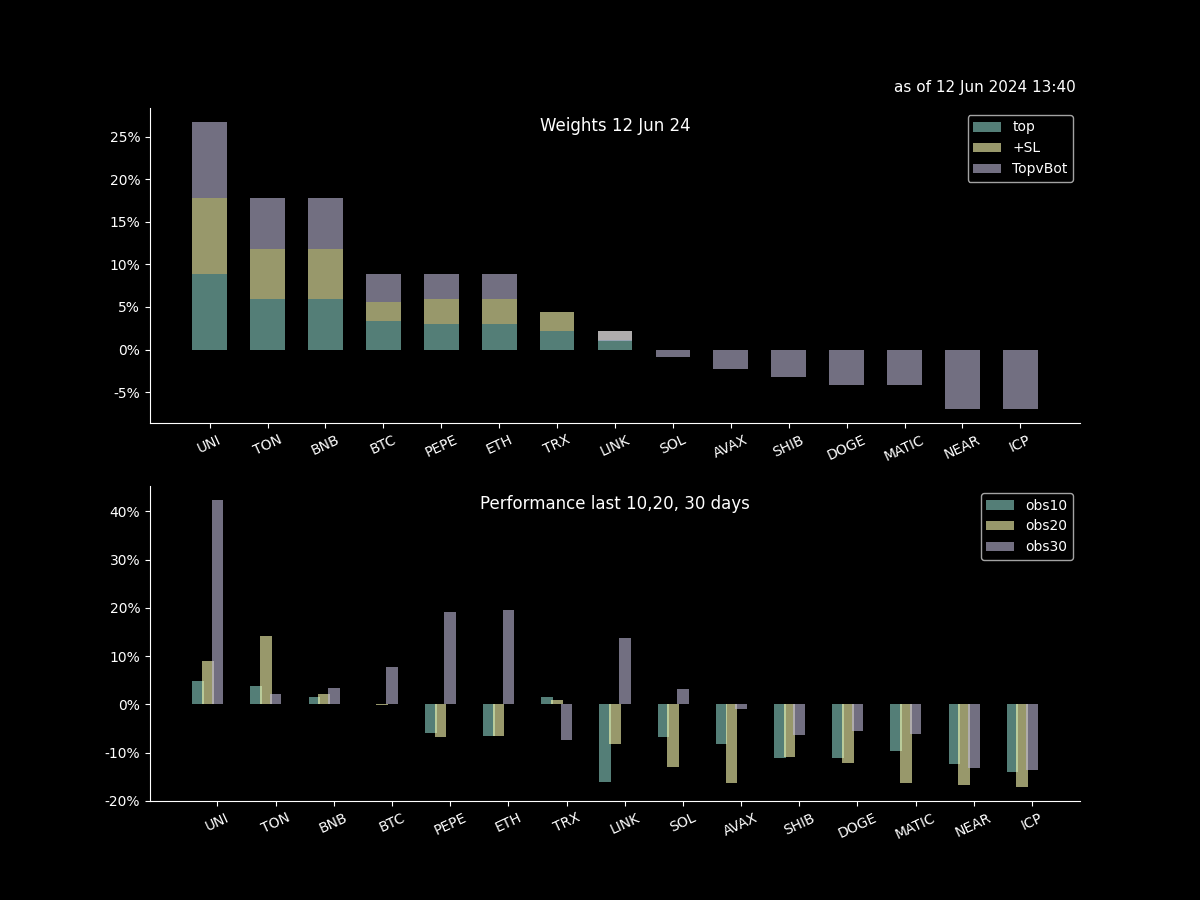 as of 12 Jun 2024 13:40
Weights 12 Jun 24
top
+SL
TopvBot
25%
20%
15%
10%
5%
0%
-5%
UNI TON BNB BTC PEPE ETH TRX LINK SOL AVAX SHIB DOGE MATIC NEAR ICP
Performance last 10,20, 30 days
obs10
obs20
obs30
40%
30%
20%
10%
0%
-10%
-20%
UNI TON BNB BTC PEPE ETH TRX LINK SOL AVAX SHIB DOGE MATIC NEAR ICP